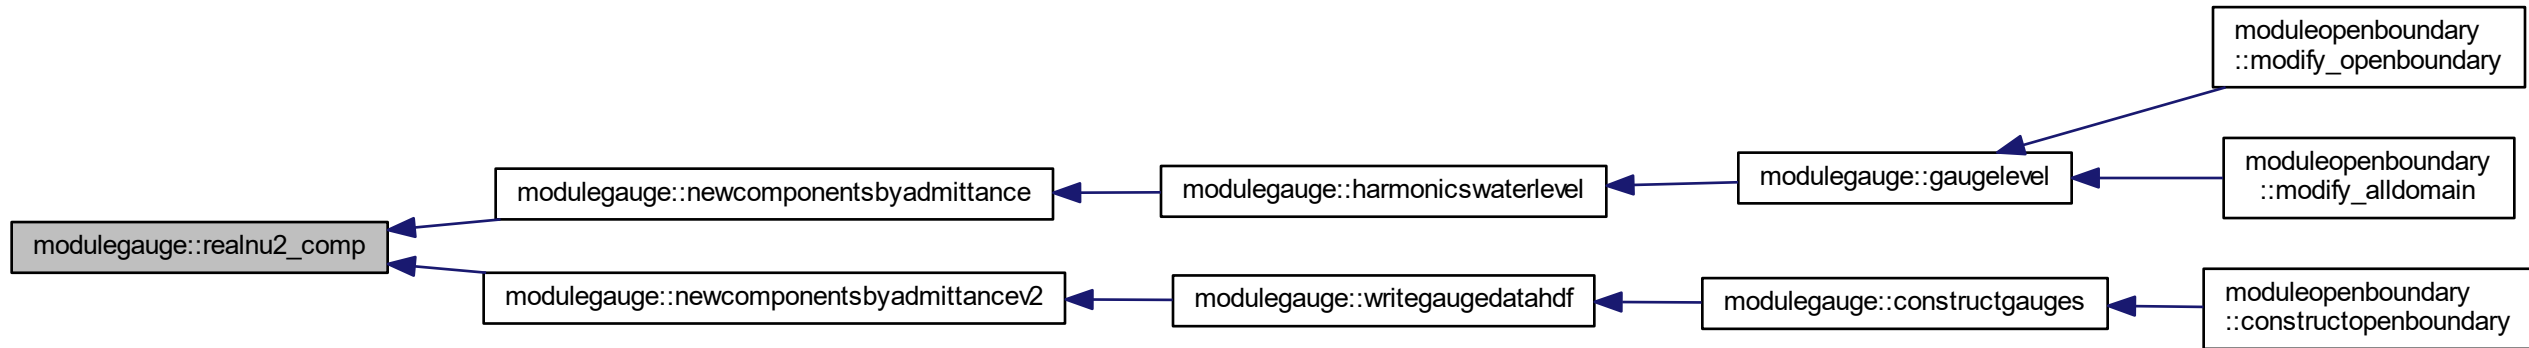 moduleopenboundary
::modify_openboundary
moduleopenboundary
::modify_alldomain
modulegauge::gaugelevel
modulegauge::harmonicswaterlevel
modulegauge::newcomponentsbyadmittance
modulegauge::realnu2_comp
modulegauge::newcomponentsbyadmittancev2
modulegauge::writegaugedatahdf
modulegauge::constructgauges
moduleopenboundary
::constructopenboundary